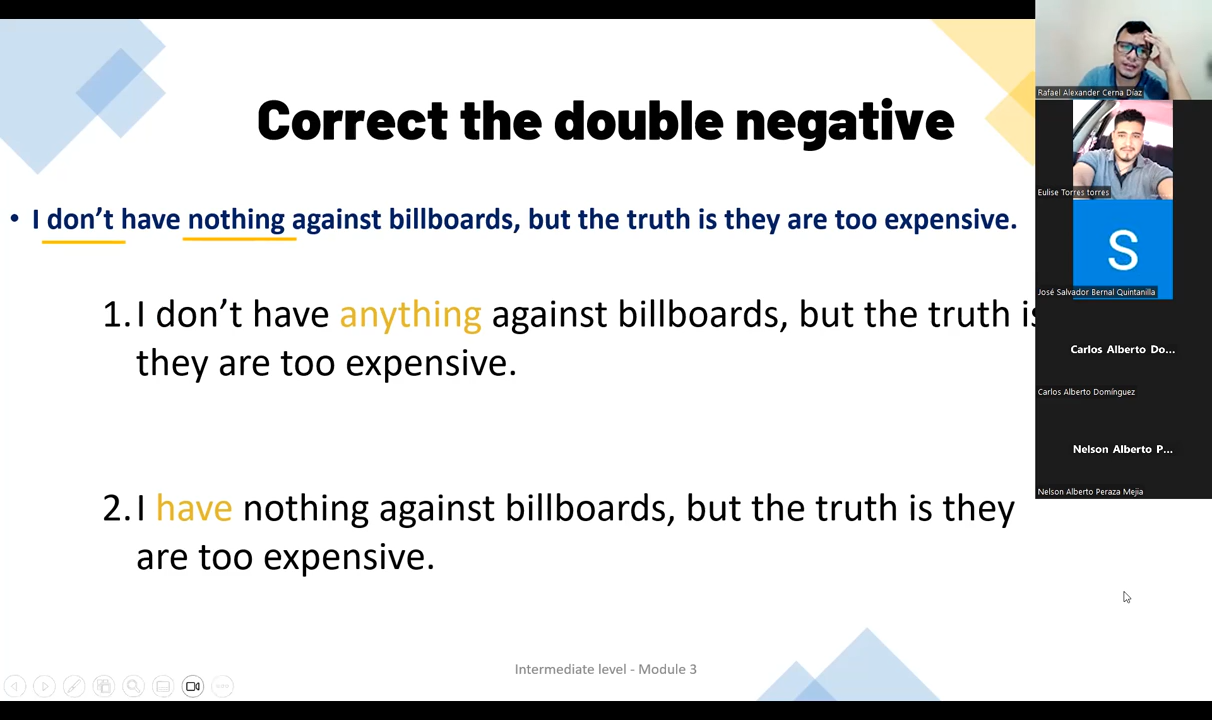 Correct the double negative
• I don't have nothing against billboards, but the truth is they are too expensive.
1. I don't have anything against billboards, but the truth is
they are too expensive.
2. I have nothing against billboards, but the truth is they
are too expensive.
Intermediate level - Module 3
Rafael Alexander Cerna Díaz
Eulise Torres torres
S
José Salvador Bernal Quintanilla
Carlos Alberto Do...
Carlos Alberto Domínguez
Nelson Alberto P...
Nelson Alberto Peraza Mejia